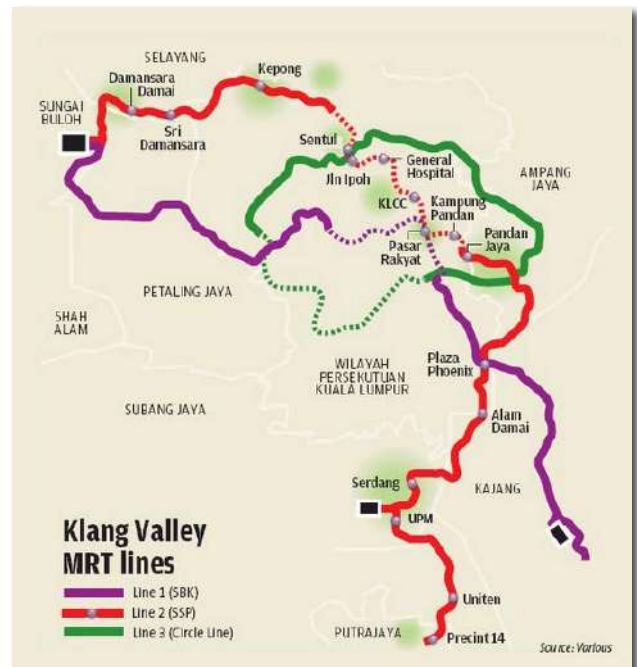 SELAYANG
Damansara
Damai
Kepong
SUNGAI
BULOH
Sri
Damansara
Sentul
Jln Ipoh
General
Hospital
AMPANG
JAYA
KLCC
Kampung
Pandan
Pasar
Rakyat
Pandan
Jaya
PETALING JAYA
SHAH
ALAM
WILAYAH
PERSEKUTUAN
KUALA LUMPUR
Plaza
Phoenix
SUBANG JAYA
Alam
Damai
Serdang
KAJANG
UPM
Klang Valley
MRT lines
Line 1 (SBK)
Line 2 (SSP)
Line 3 (Circle Line)
Uniten
PUTRAJAYA
Precint 14
Source: Various